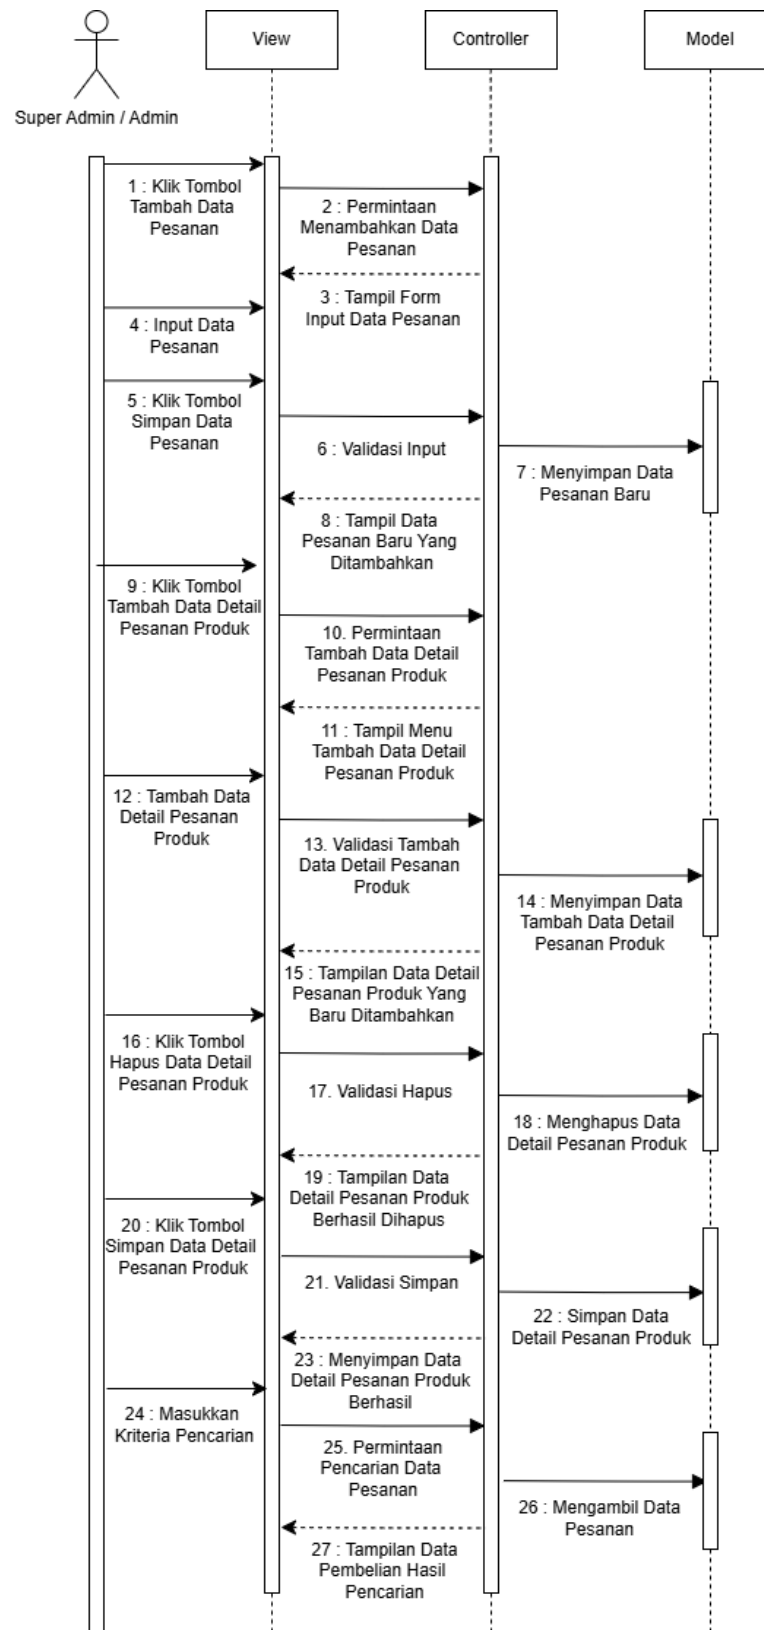 View
Controller
Model
Super Admin / Admin
1 : Klik Tombol
Tambah Data
Pesanan
2 : Permintaan
Menambahkan Data
Pesanan
3 : Tampil Form
Input Data Pesanan
4 : Input Data
Pesanan
5 : Klik Tombol
Simpan Data
Pesanan
6 : Validasi Input
7 : Menyimpan Data
Pesanan Baru
8 : Tampil Data
Pesanan Baru Yang
Ditambahkan
9 : Klik Tombol
Tambah Data Detail
Pesanan Produk
10. Permintaan
Tambah Data Detail
Pesanan Produk
11 : Tampil Menu
Tambah Data Detail
Pesanan Produk
12 : Tambah Data
Detail Pesanan
Produk
13. Validasi Tambah
Data Detail Pesanan
Produk
14 : Menyimpan Data
Tambah Data Detail
Pesanan Produk
15 : Tampilan Data Detail
Pesanan Produk Yang
Baru Ditambahkan
16 : Klik Tombol
Hapus Data Detail
Pesanan Produk
17. Validasi Hapus
18 : Menghapus Data
Detail Pesanan Produk
19 : Tampilan Data
Detail Pesanan Produk
Berhasil Dihapus
20 : Klik Tombol
Simpan Data Detail
Pesanan Produk
21. Validasi Simpan
22 : Simpan Data
Detail Pesanan Produk
23 : Menyimpan Data
Detail Pesanan Produk
Berhasil
24 : Masukkan
Kriteria Pencarian
25. Permintaan
Pencarian Data
Pesanan
26 : Mengambil Data
Pesanan
27 : Tampilan Data
Pembelian Hasil
Pencarian